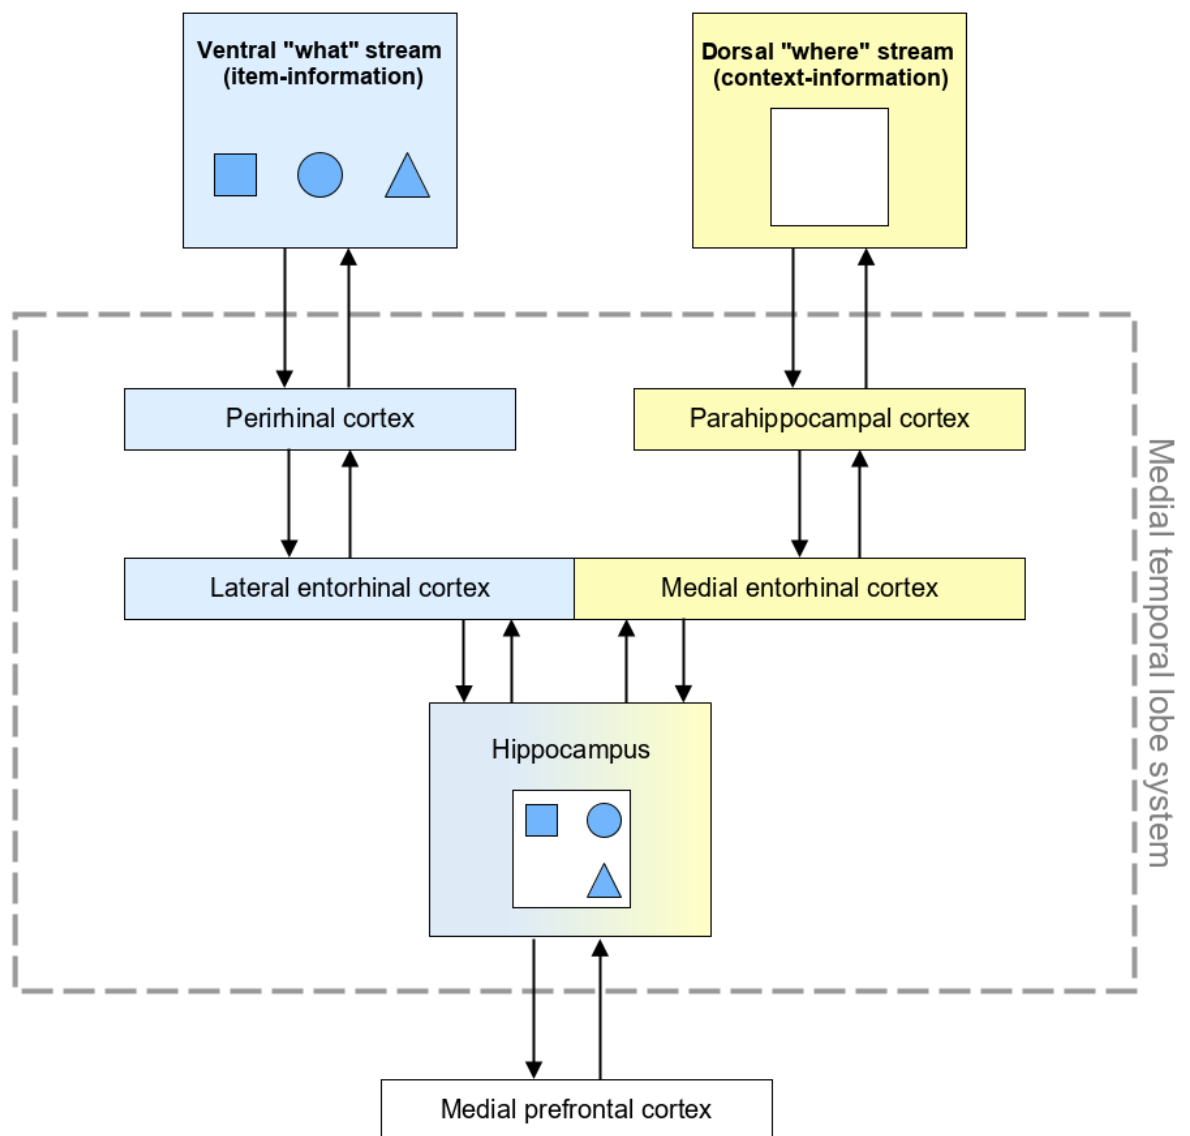 Ventral "what" stream
(item-information)
Dorsal "where" stream
(context-information)
Perirhinal cortex
Parahippocampal cortex
Lateral entorhinal cortex
Medial entorhinal cortex
Hippocampus
Medial temporal lobe system
Medial prefrontal cortex